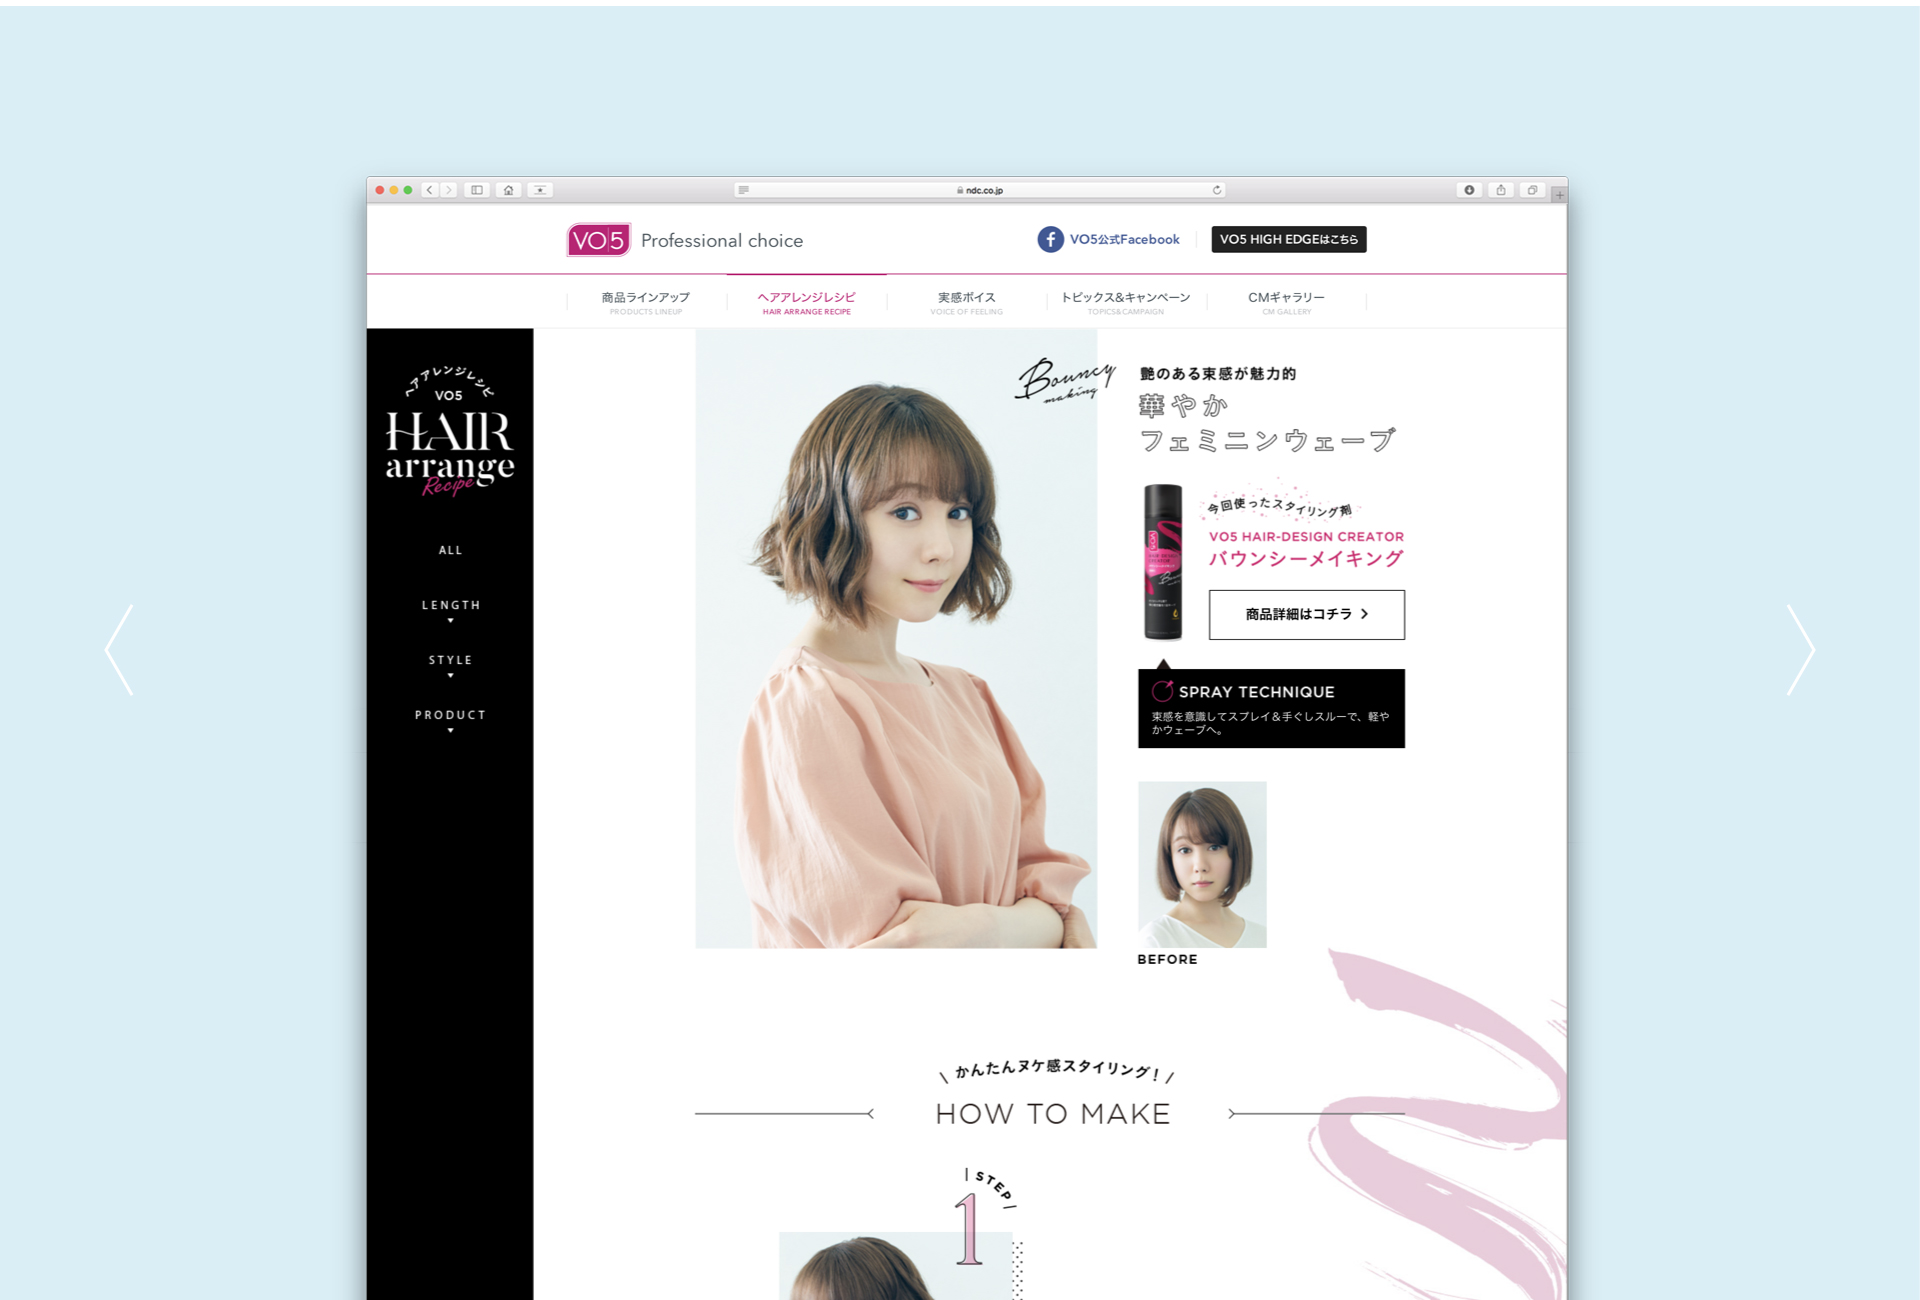 ndc.co.jp
VO5 Professional choice
VO5公式Facebook
VO5 HIGH EDGEはこちら
商品ラインアップ
PRODUCTS LINEUP
ヘアアレンジレシピ
HAIR ARRANGE RECIPE
実感ボイス
VOICE OF FEELING
トピックス&キャンペーン
TOPICS&CAMPAIGN
CMギャラリー
CM GALLERY
ヘアアレンジレシピ
VO5
HAIR
arrange
Recipe
ALL
LENGTH
STYLE
PRODUCT
Bouncy
making
艶のある束感が魅力的
華やか
フェミニンウェーブ
今回使ったスタイリング剤
VO5 HAIR-DESIGN CREATOR
バウンシーメイキング
商品詳細はコチラ
SPRAY TECHNIQUE
束感を意識してスプレイ&手ぐしスルーで、軽や
かウェーブへ。
BEFORE
かんたんヌケ感スタイリング!
HOW TO MAKE
STEP
1